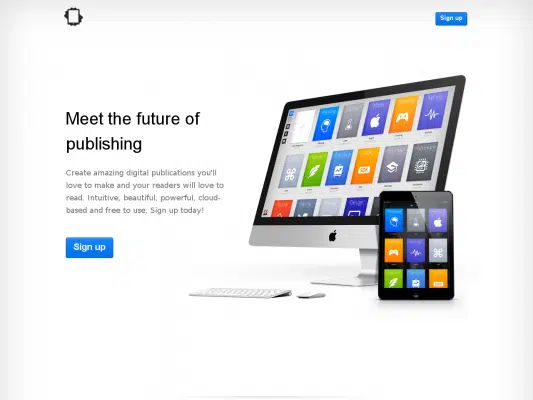 Sign up
Meet the future of
publishing
Create amazing digital publications you'll
love to make and your readers will love to
read. Intuitive, beautiful, powerful, cloud-
based and free to use. Sign up today!
Sign up